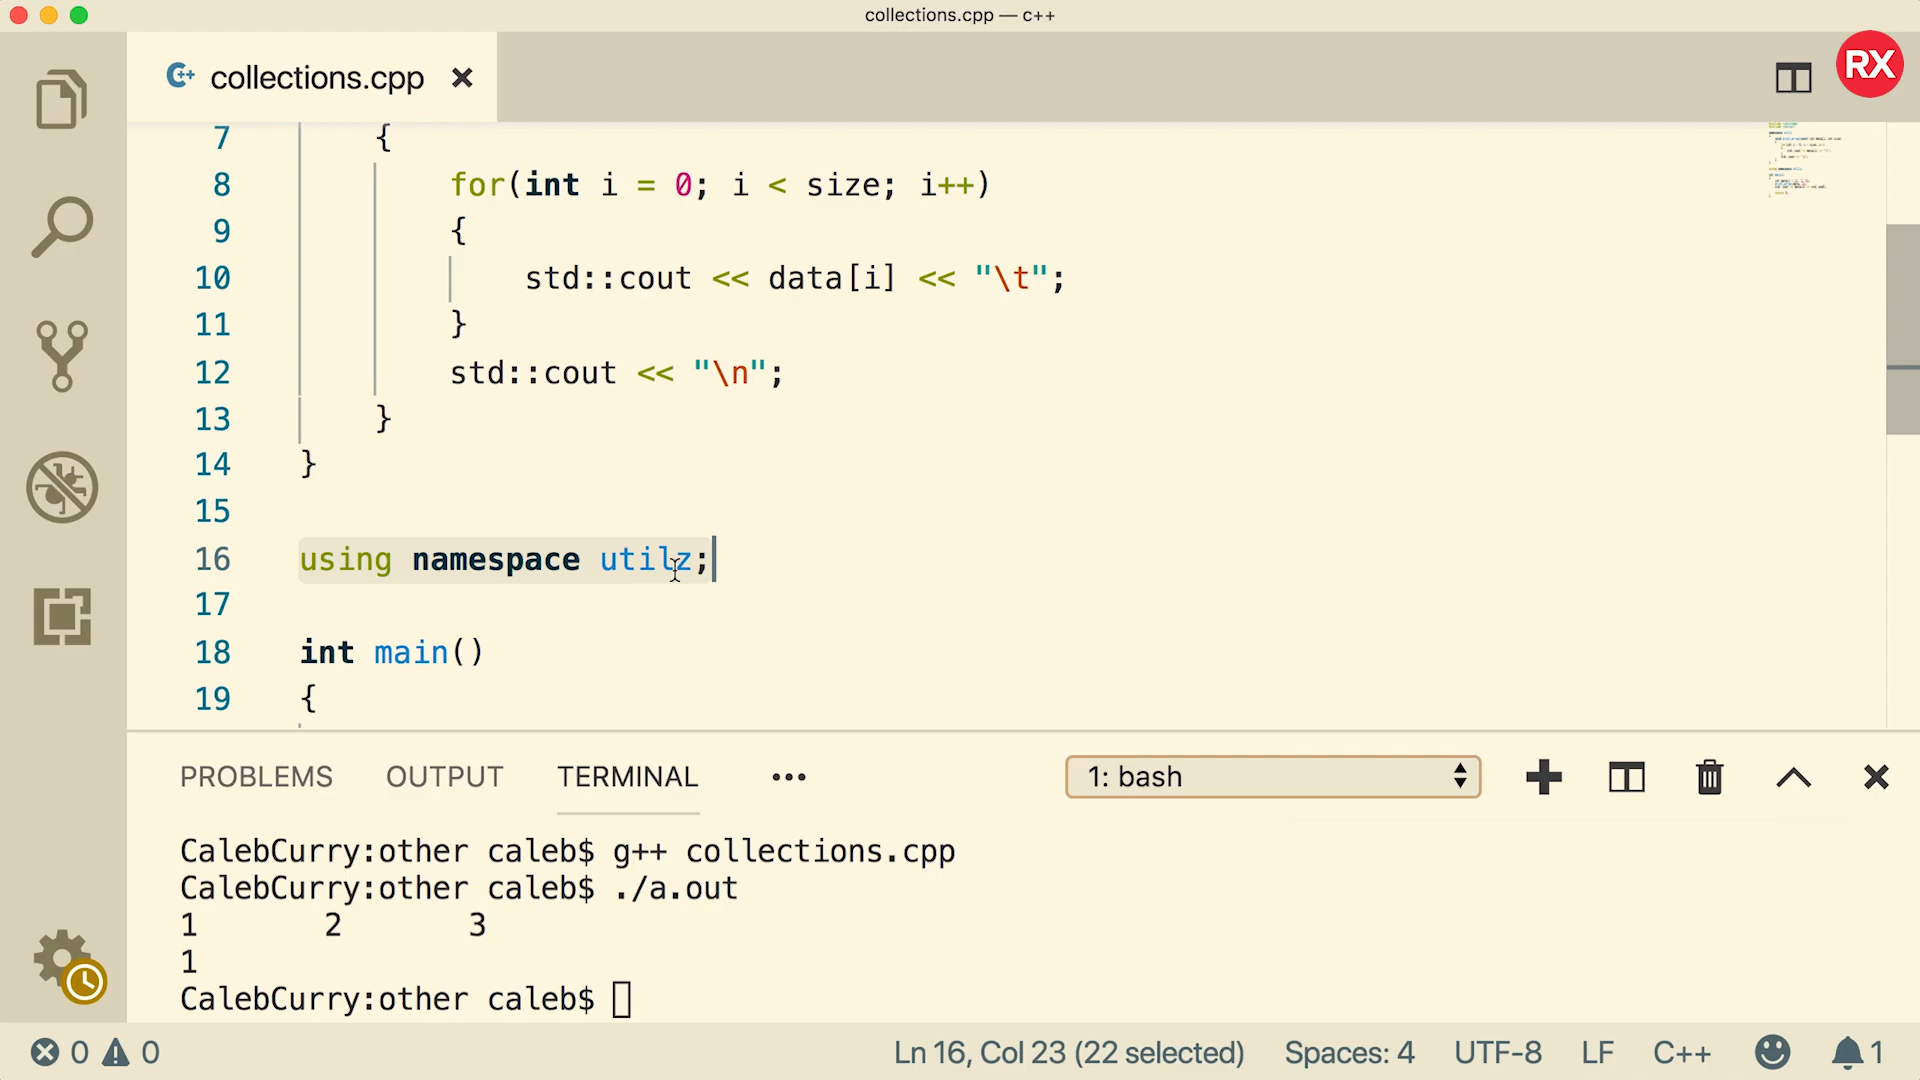 collections.cpp — c++
collections.cpp
RX
7 {
8 for(int i = 0; i < size; i++)
9 {
10 std::cout << data[i] << "\t";
11 }
12 std::cout << "\n";
13 }
14 }
15
16 using namespace utilz;
17
18 int main()
19 {
PROBLEMS OUTPUT TERMINAL ••• 1: bash
CalebCurry:other caleb$ g++ collections.cpp
CalebCurry:other caleb$ ./a.out
1 2 3
1
CalebCurry:other caleb$
0 0 Ln 16, Col 23 (22 selected) Spaces: 4 UTF-8 LF C++ 1